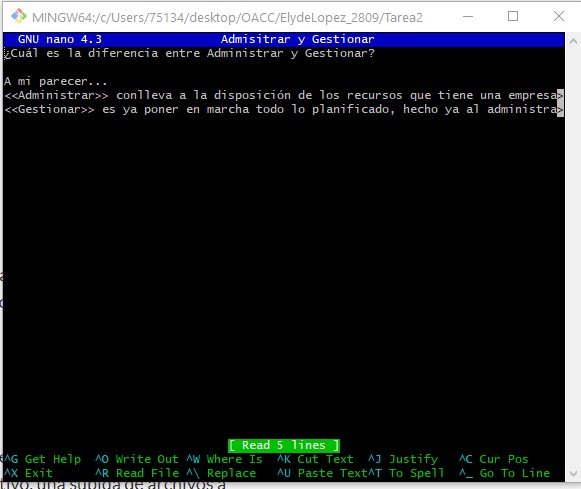 MINGW64:/c/Users/75134/desktop/OACC/ElydeLopez_2809/Tarea2
GNU nano 4.3 Admisitrar y Gestionar
¿Cuál es la diferencia entre Administrar y Gestionar?
A mi parecer...
<<Administrar>> conlleva a la disposición de los recursos que tiene una empresa>
<<Gestionar>> es ya poner en marcha todo lo planificado, hecho ya al administra>
[ Read 5 lines ]
^G Get Help ^O Write Out ^W Where Is ^K Cut Text ^J Justify ^C Cur Pos
^X Exit ^R Read File ^\ Replace ^U Paste Text^T To Spell ^_ Go To Line
tivo, una subida de archivos a